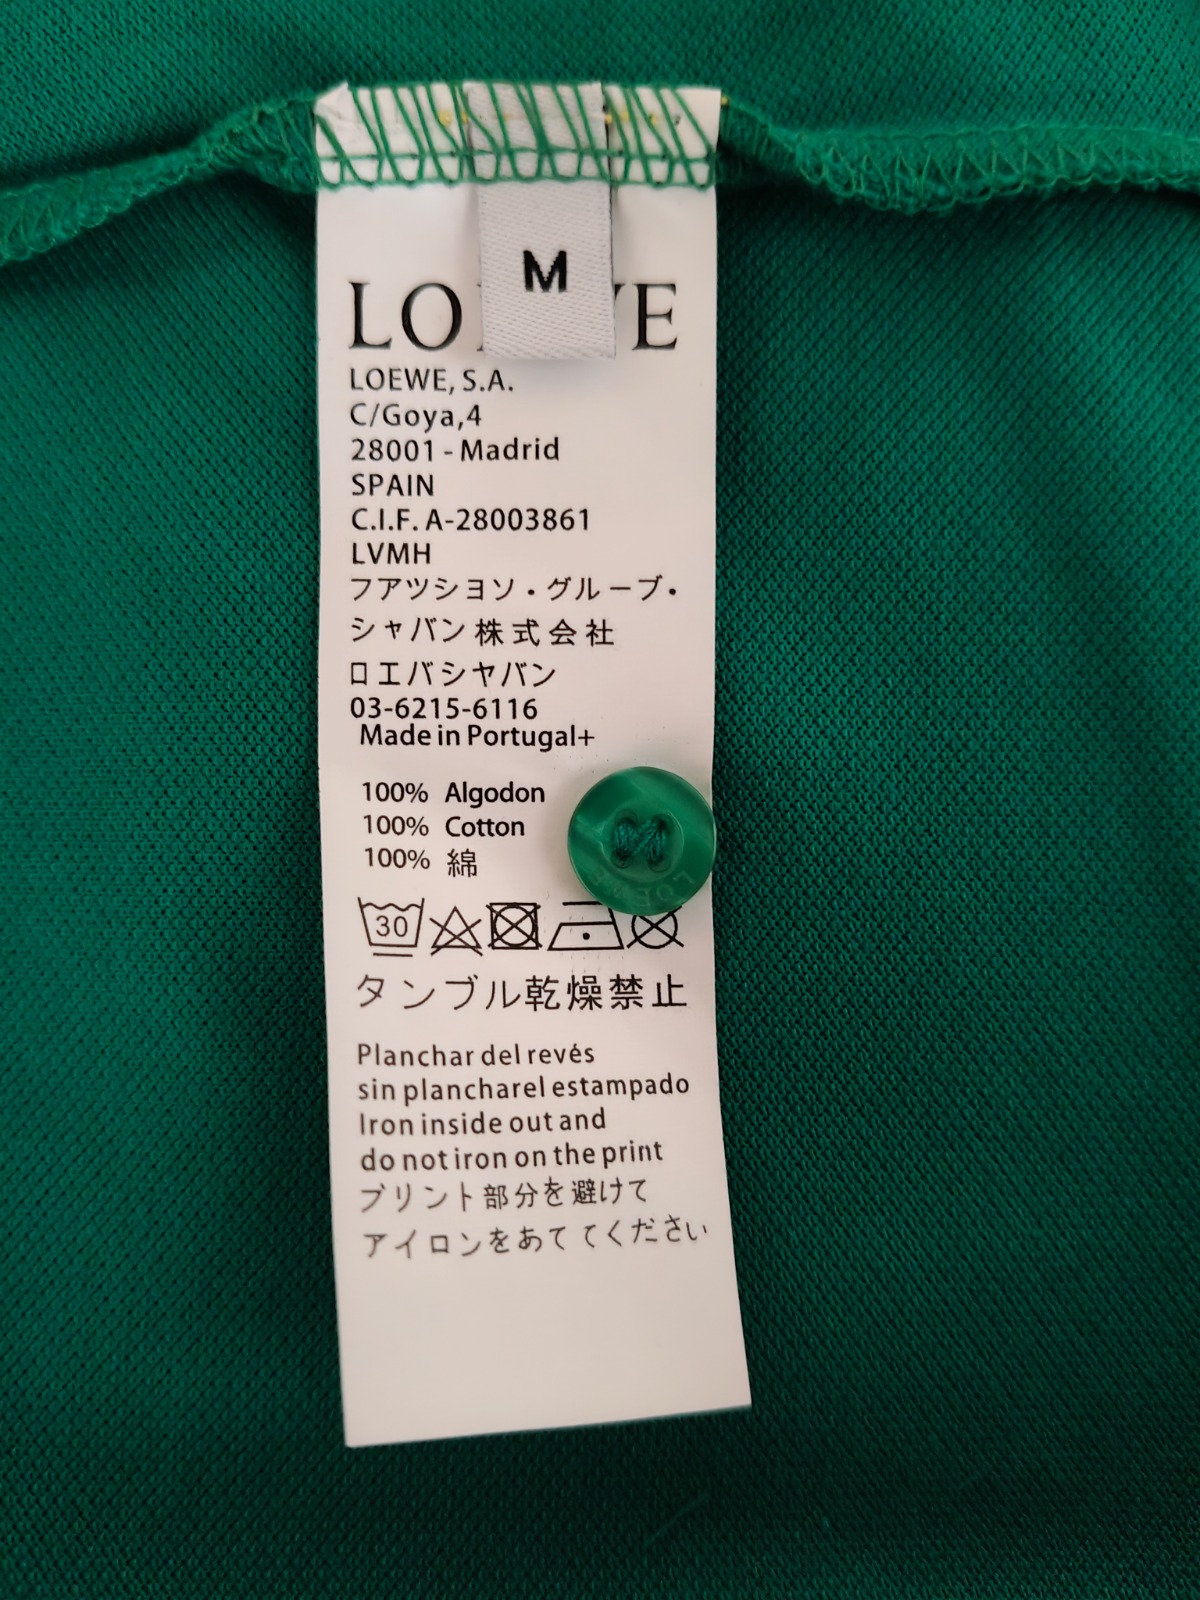 M
LO E
LOEWE, S.A.
C/Goya,4
28001 - Madrid
SPAIN
C.I.F. A-28003861
LVMH
フアツシヨソ・グルーブ・
シャバン株式会社
ロエバシヤバン
03-6215-6116
Made in Portugal+
100% Algodon
100% Cotton
100% 綿
30
タンブル乾燥禁止
Planchar del revés
sin plancharel estampado
Iron inside out and
do not iron on the print
プリント部分を避けて
アイロンをあててください